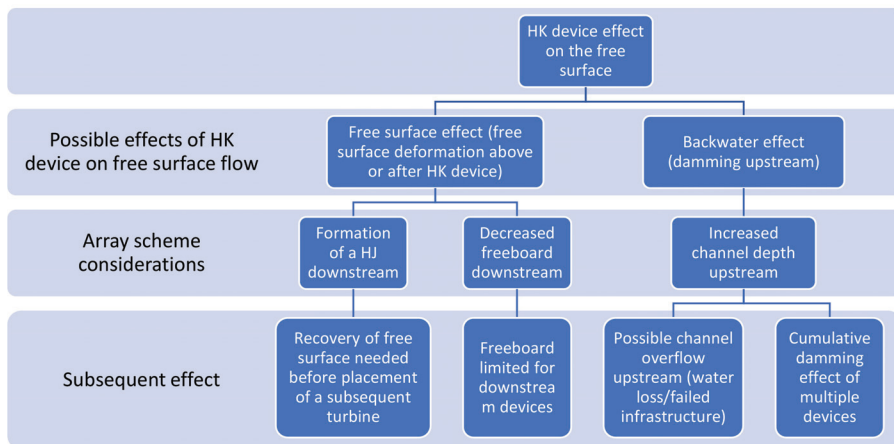 HK device effect
on the free
surface
Possible effects of HK
device on free surface flow
Free surface effect (free
surface deformation above
or after HK device)
Backwater effect
(damming upstream)
Array scheme
considerations
Formation
of a HJ
downstream
Decreased
freeboard
downstream
Increased
channel depth
upstream
Subsequent effect
Recovery of free
surface needed
before placement
of a subsequent
turbine
Freeboard
limited for
downstrea
m devices
Possible channel
overflow
upstream (water
loss/failed
infrastructure)
Cumulative
damming
effect of
multiple
devices